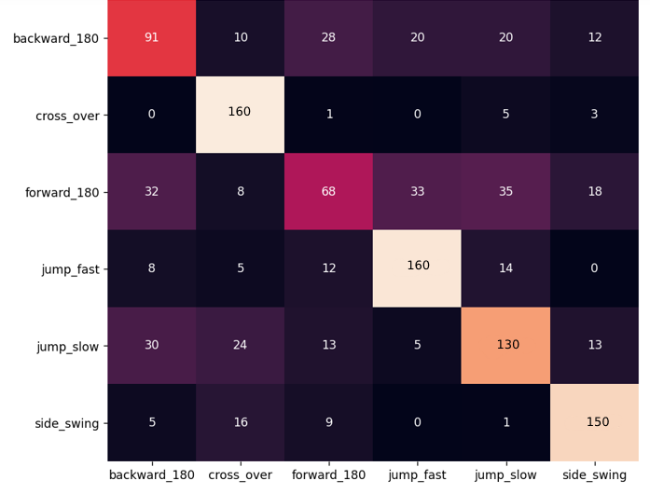 backward_180 91 10 28 20 20 12
cross_over 0 160 1 0 5 3
forward_180 32 8 68 33 35 18
jump_fast 8 5 12 160 14 0
jump_slow 30 24 13 5 130 13
side_swing 5 16 9 0 1 150
backward_180 cross_over forward_180 jump_fast jump_slow side_swing